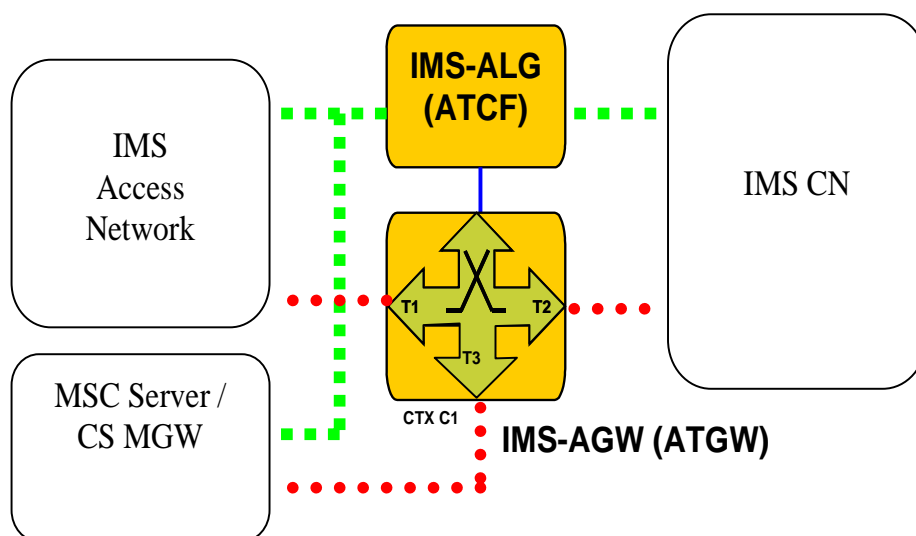 IMS-ALG
(ATCF)
IMS
Access
Network
IMS CN
T1
T2
T3
MSC Server /
CS MGW
CTX C1
IMS-AGW (ATGW)